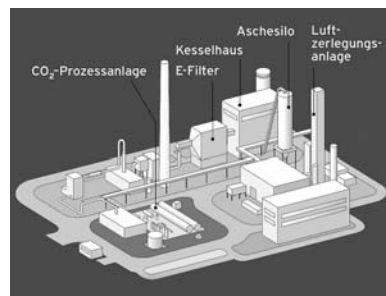 Aschesilo
Luft-
zerlegungs-
anlage
Kesselhaus
E-Filter
CO₂-Prozessanlage